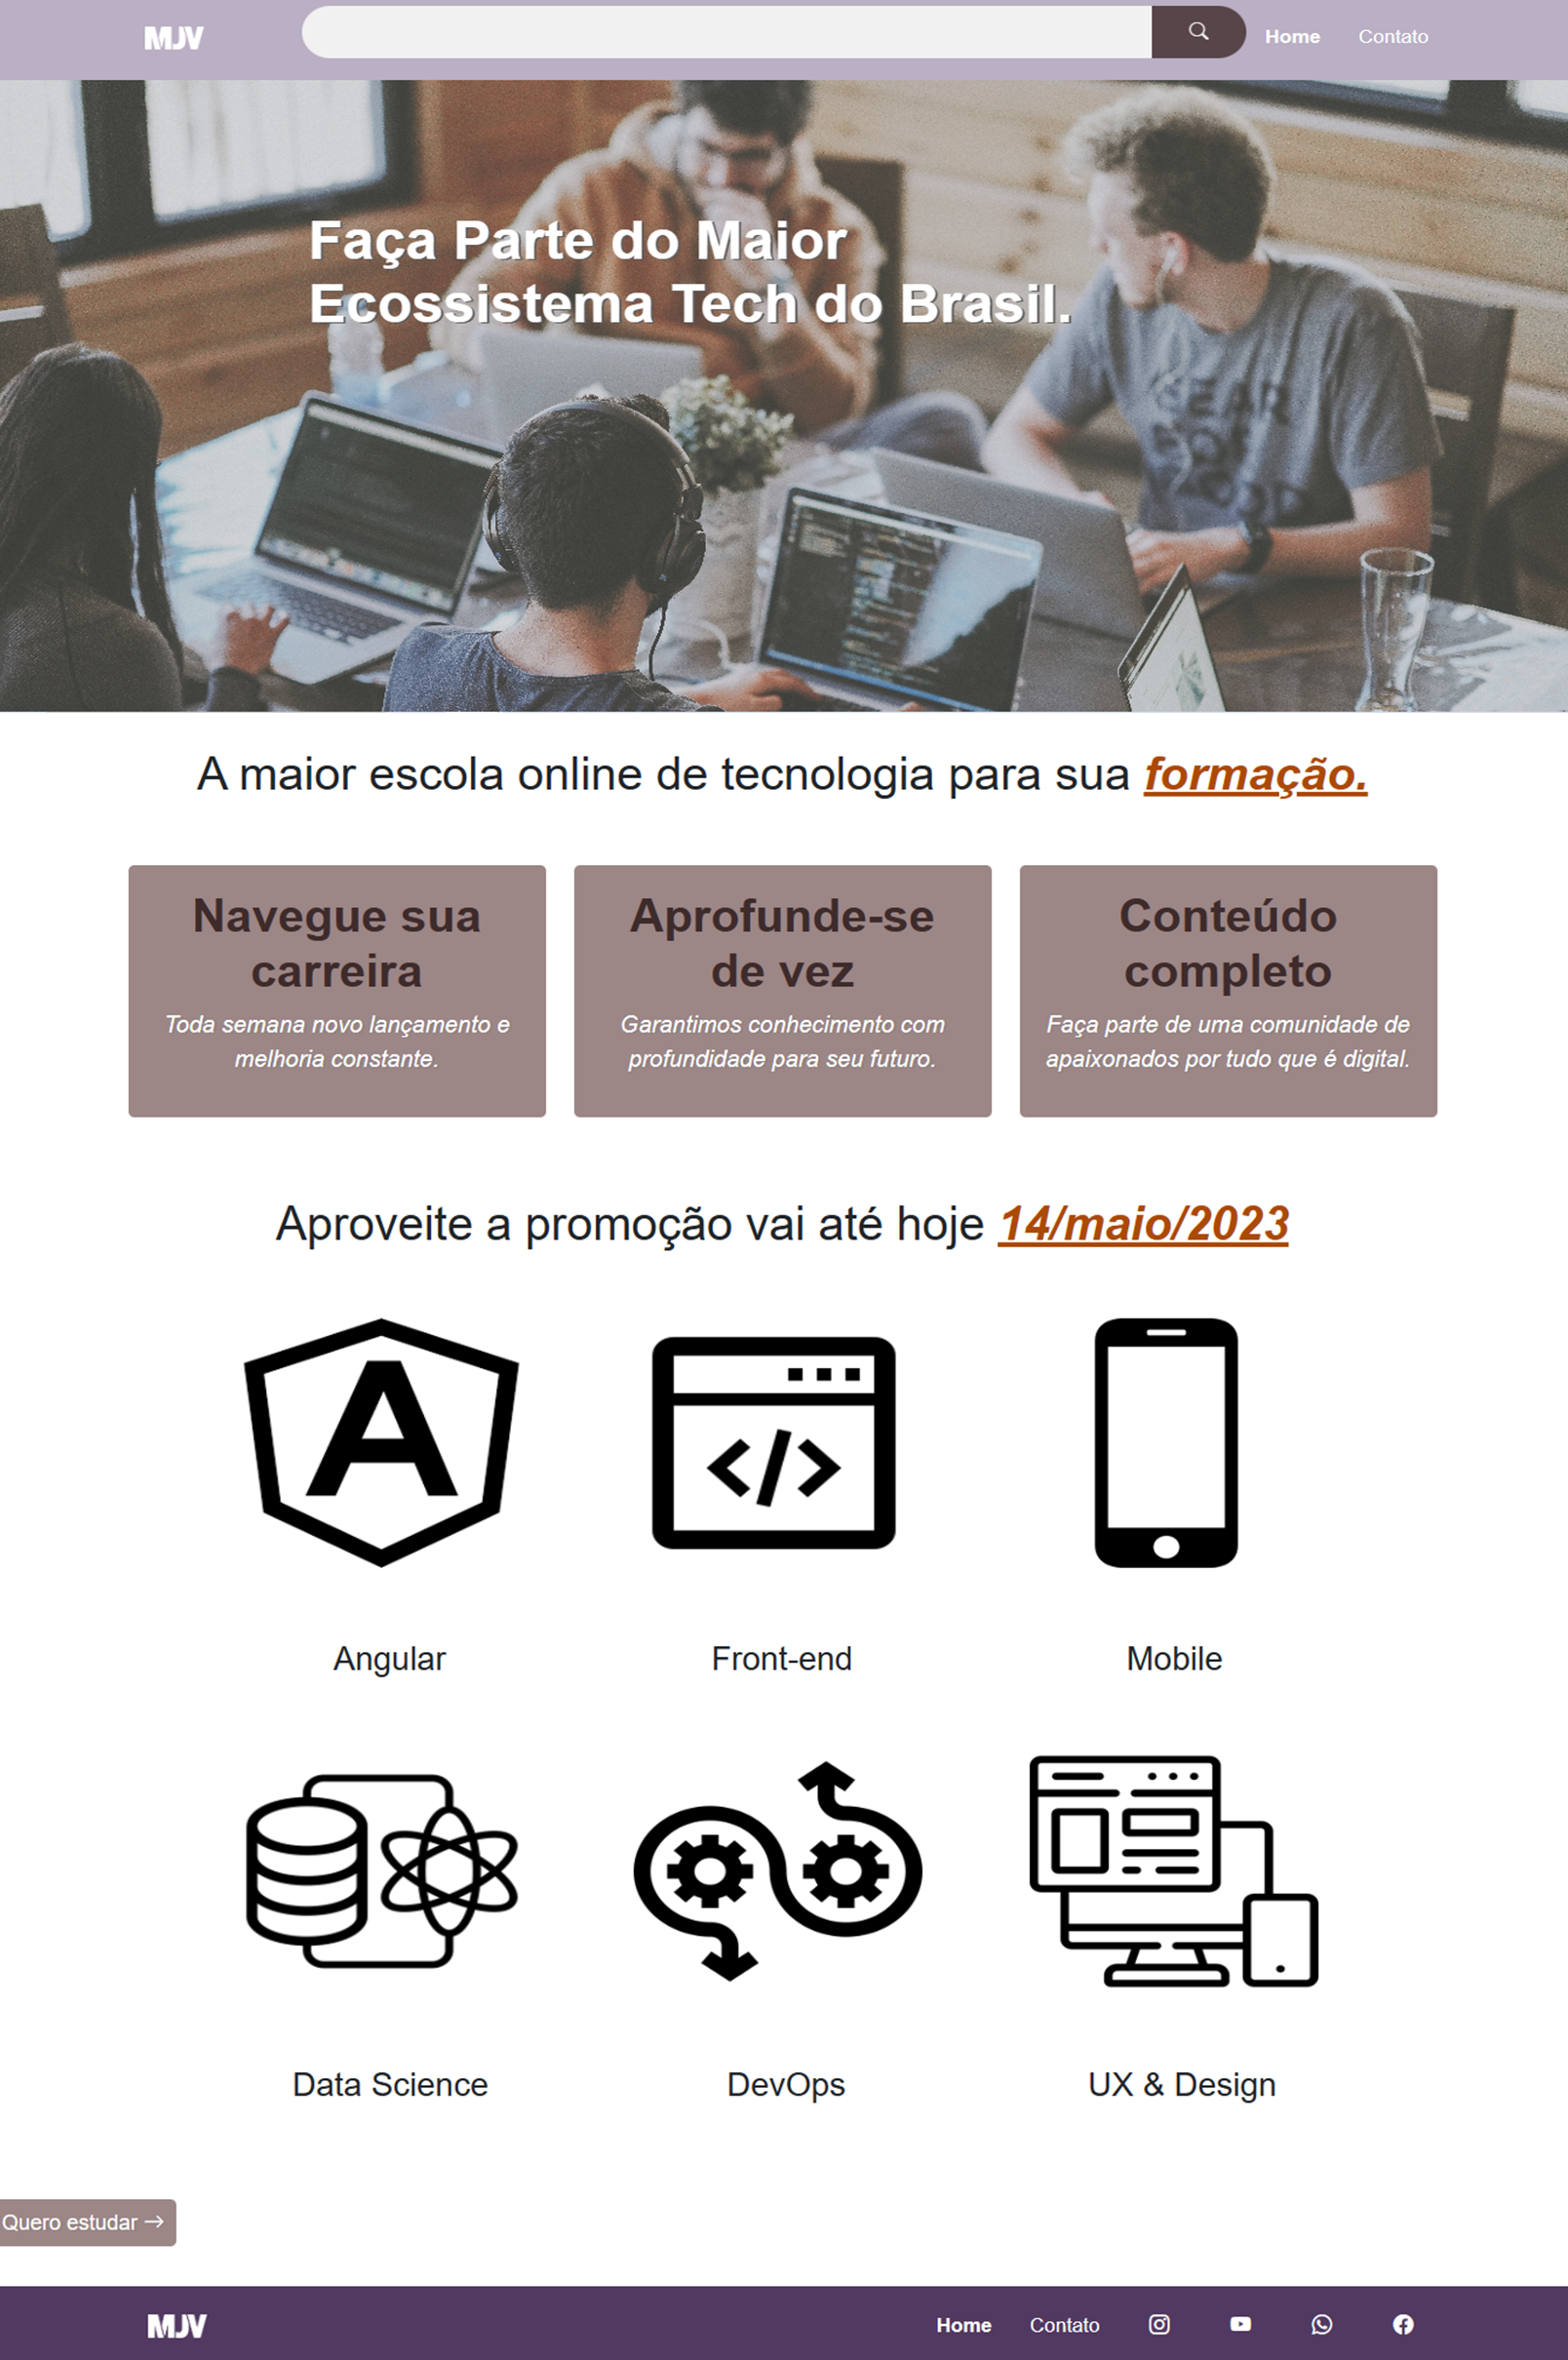 MJV
Home
Contato
Faça Parte do Maior
Ecossistema Tech do Brasil.
A maior escola online de tecnologia para sua formação.
Navegue sua
carreira
Toda semana novo lançamento e
melhoria constante.
Aprofunde-se
de vez
Garantimos conhecimento com
profundidade para seu futuro.
Conteúdo
completo
Faça parte de uma comunidade de
apaixonados por tudo que é digital.
Aproveite a promoção vai até hoje 14/maio/2023
Angular
Front-end
Mobile
Data Science
DevOps
UX & Design
Quero estudar
MJV
Home
Contato